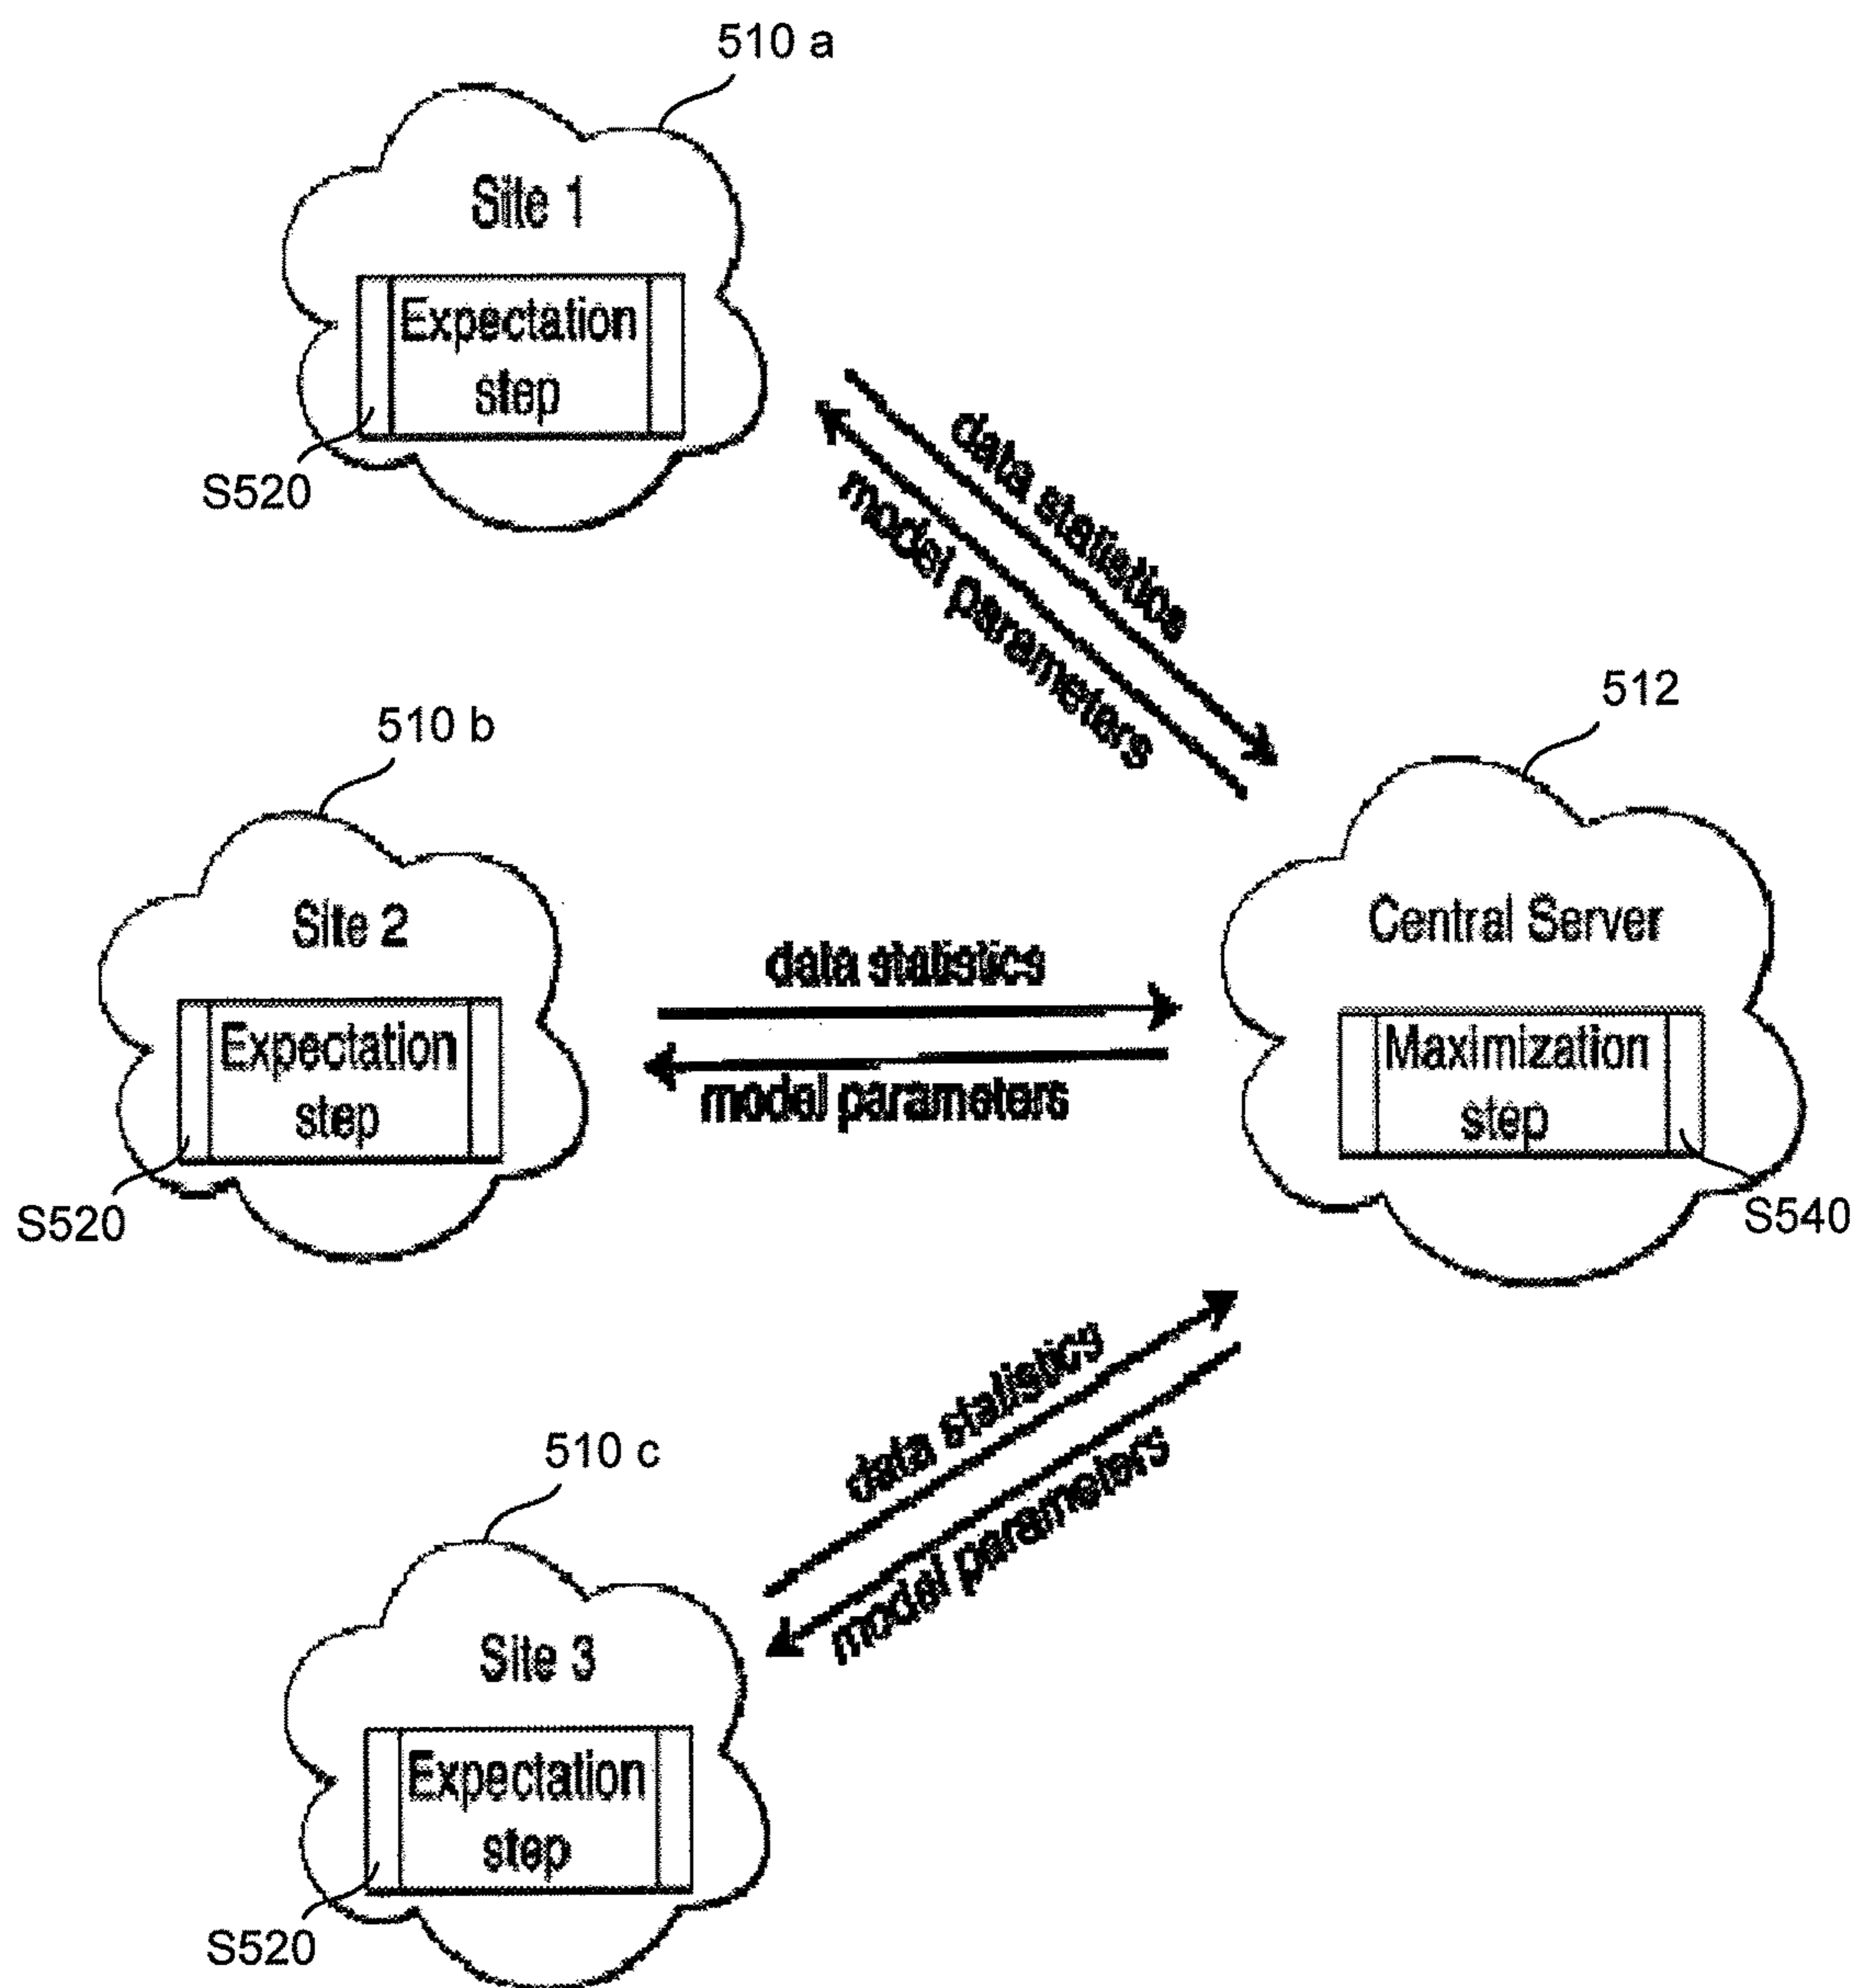 510 a
Site 1
Expectation
step
S520
data statistics
model parameters
512
510 b
Site 2
Expectation
step
S520
data statistics
model parameters
Central Server
Maximization
step
S540
data statistics
model parameters
510 c
Site 3
Expectation
step
S520